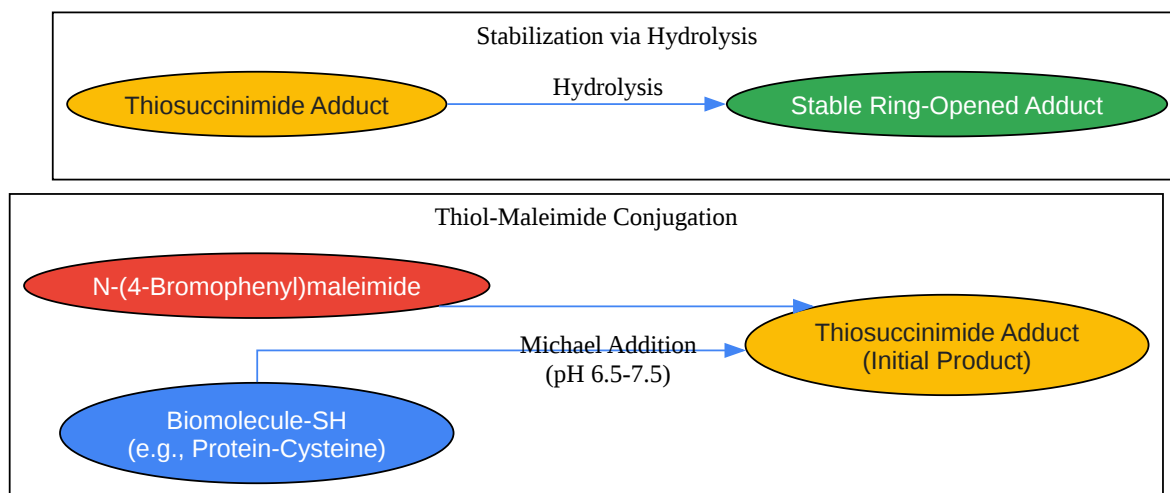 Stabilization via Hydrolysis
Thiosuccinimide Adduct
Hydrolysis
Stable Ring-Opened Adduct
Thiol-Maleimide Conjugation
N-(4-Bromophenyl)maleimide
Michael Addition
(pH 6.5-7.5)
Thiosuccinimide Adduct
(Initial Product)
Biomolecule-SH
(e.g., Protein-Cysteine)